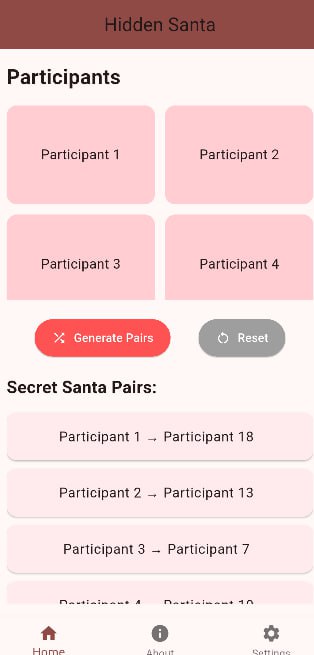 Hidden Santa
Participants
Participant 1
Participant 2
Participant 3
Participant 4
Generate Pairs
Reset
Secret Santa Pairs:
Participant 1 → Participant 18
Participant 2 → Participant 13
Participant 3 → Participant 7
Participant 4 → Participant
Home
About
Settings